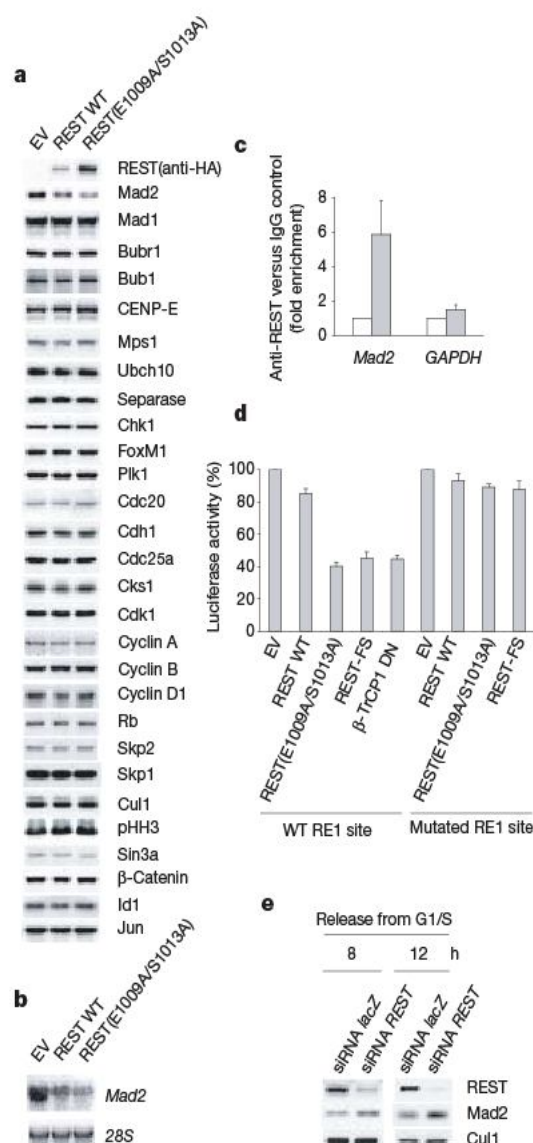 a
EV
REST WT
REST(E1009A/S1013A)
REST(anti-HA)
Mad2
Mad1
Bubr1
Bub1
CENP-E
Mps1
Ubch10
Separase
Chk1
FoxM1
Plk1
Cdc20
Cdh1
Cdc25a
Cks1
Cdk1
Cyclin A
Cyclin B
Cyclin D1
Rb
Skp2
Skp1
Cul1
pHH3
Sin3a
β-Catenin
Id1
Jun
b
EV
REST WT
REST(E1009A/S1013A)
Mad2
28S
c
Anti-REST versus IgG control
(fold enrichment)
8
6
4
2
0
Mad2
GAPDH
d
Luciferase activity (%)
100
80
60
40
20
0
EV
REST WT
REST(E1009A/S1013A)
REST-FS
β-TrCP1 DN
EV
REST WT
REST(E1009A/S1013A)
REST-FS
WT RE1 site
Mutated RE1 site
e
Release from G1/S
8
12
h
siRNA lacZ
siRNA REST
siRNA lacZ
siRNA REST
REST
Mad2
Cul1